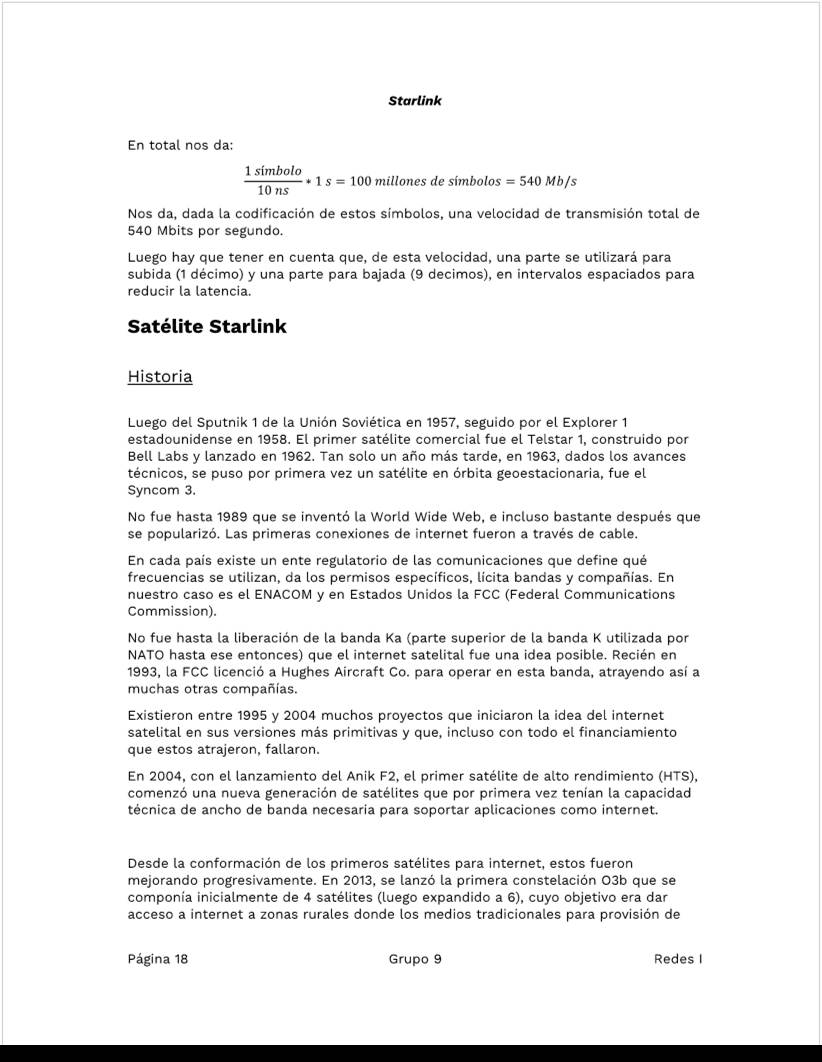 Starlink
En total nos da:
1 símbolo
10 ns
* 1 s = 100 millones de símbolos = 540 Mb/s
Nos da, dada la codificación de estos símbolos, una velocidad de transmisión total de
540 Mbits por segundo.
Luego hay que tener en cuenta que, de esta velocidad, una parte se utilizará para
subida (1 décimo) y una parte para bajada (9 decimos), en intervalos espaciados para
reducir la latencia.
Satélite Starlink
Historia
Luego del Sputnik 1 de la Unión Soviética en 1957, seguido por el Explorer 1
estadounidense en 1958. El primer satélite comercial fue el Telstar 1, construido por
Bell Labs y lanzado en 1962. Tan solo un año más tarde, en 1963, dados los avances
técnicos, se puso por primera vez un satélite en órbita geoestacionaria, fue el
Syncom 3.
No fue hasta 1989 que se inventó la World Wide Web, e incluso bastante después que
se popularizó. Las primeras conexiones de internet fueron a través de cable.
En cada país existe un ente regulatorio de las comunicaciones que define qué
frecuencias se utilizan, da los permisos específicos, lícita bandas y compañías. En
nuestro caso es el ENACOM y en Estados Unidos la FCC (Federal Communications
Commission).
No fue hasta la liberación de la banda Ka (parte superior de la banda K utilizada por
NATO hasta ese entonces) que el internet satelital fue una idea posible. Recién en
1993, la FCC licenció a Hughes Aircraft Co. para operar en esta banda, atrayendo así a
muchas otras compañías.
Existieron entre 1995 y 2004 muchos proyectos que iniciaron la idea del internet
satelital en sus versiones más primitivas y que, incluso con todo el financiamiento
que estos atrajeron, fallaron.
En 2004, con el lanzamiento del Anik F2, el primer satélite de alto rendimiento (HTS),
comenzó una nueva generación de satélites que por primera vez tenían la capacidad
técnica de ancho de banda necesaria para soportar aplicaciones como internet.
Desde la conformación de los primeros satélites para internet, estos fueron
mejorando progresivamente. En 2013, se lanzó la primera constelación O3b que se
componía inicialmente de 4 satélites (luego expandido a 6), cuyo objetivo era dar
acceso a internet a zonas rurales donde los medios tradicionales para provisión de
Página 18 Grupo 9 Redes I